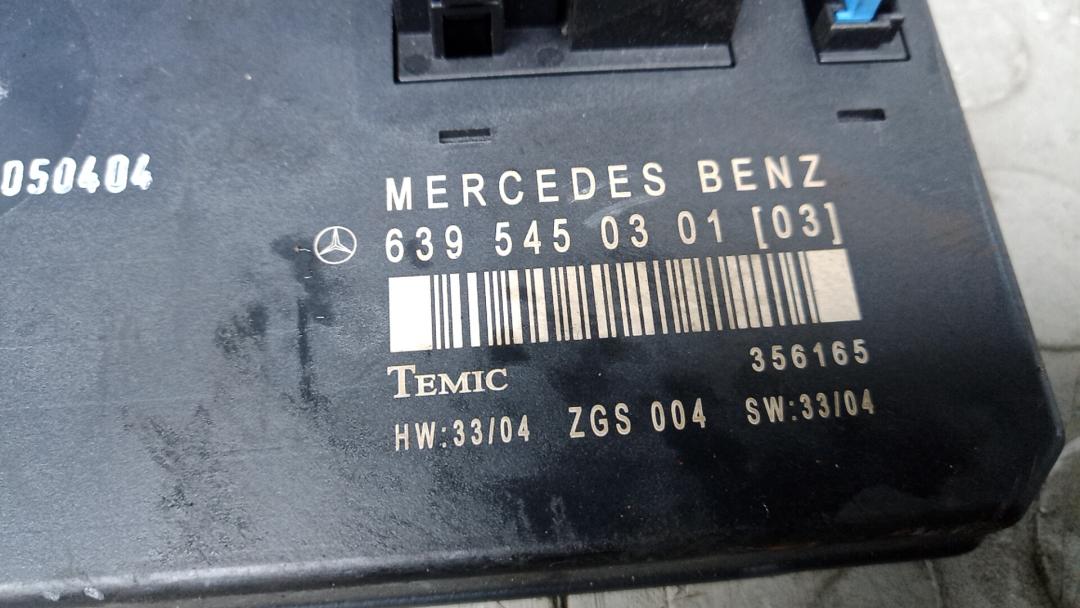 050404
MERCEDES BENZ
639 545 03 01 [03]
356165
TEMIC
HW:33/04 ZGS 004 SW:33/04